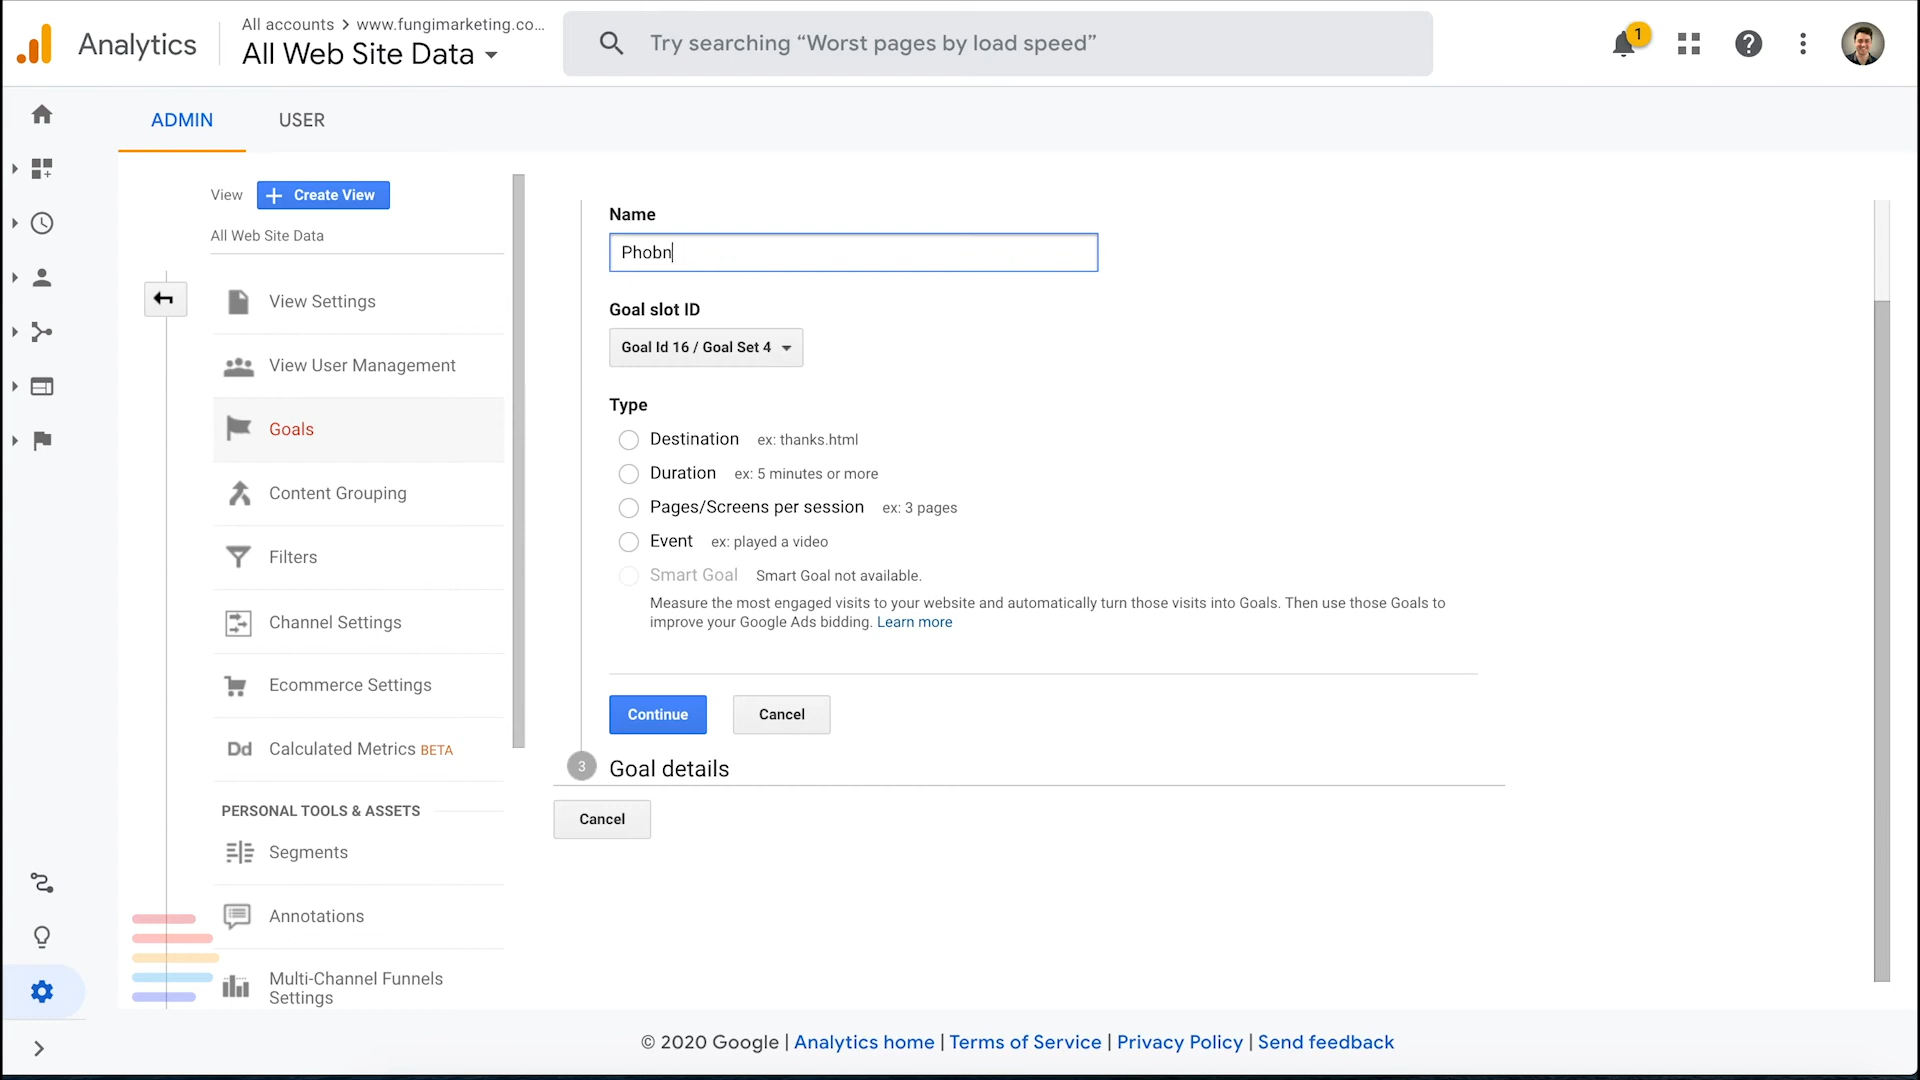 Analytics
All accounts > www.fungimarketing.co...
All Web Site Data
Try searching “Worst pages by load speed”
1
ADMIN
USER
View
Create View
All Web Site Data
View Settings
View User Management
Goals
Content Grouping
Filters
Channel Settings
Ecommerce Settings
Dd Calculated Metrics BETA
PERSONAL TOOLS & ASSETS
Segments
Annotations
Multi-Channel Funnels
Settings
Name
Phobn
Goal slot ID
Goal Id 16 / Goal Set 4
Type
Destination ex: thanks.html
Duration ex: 5 minutes or more
Pages/Screens per session ex: 3 pages
Event ex: played a video
Smart Goal Smart Goal not available.
Measure the most engaged visits to your website and automatically turn those visits into Goals. Then use those Goals to
improve your Google Ads bidding. Learn more
Continue
Cancel
3 Goal details
Cancel
© 2020 Google | Analytics home | Terms of Service | Privacy Policy | Send feedback